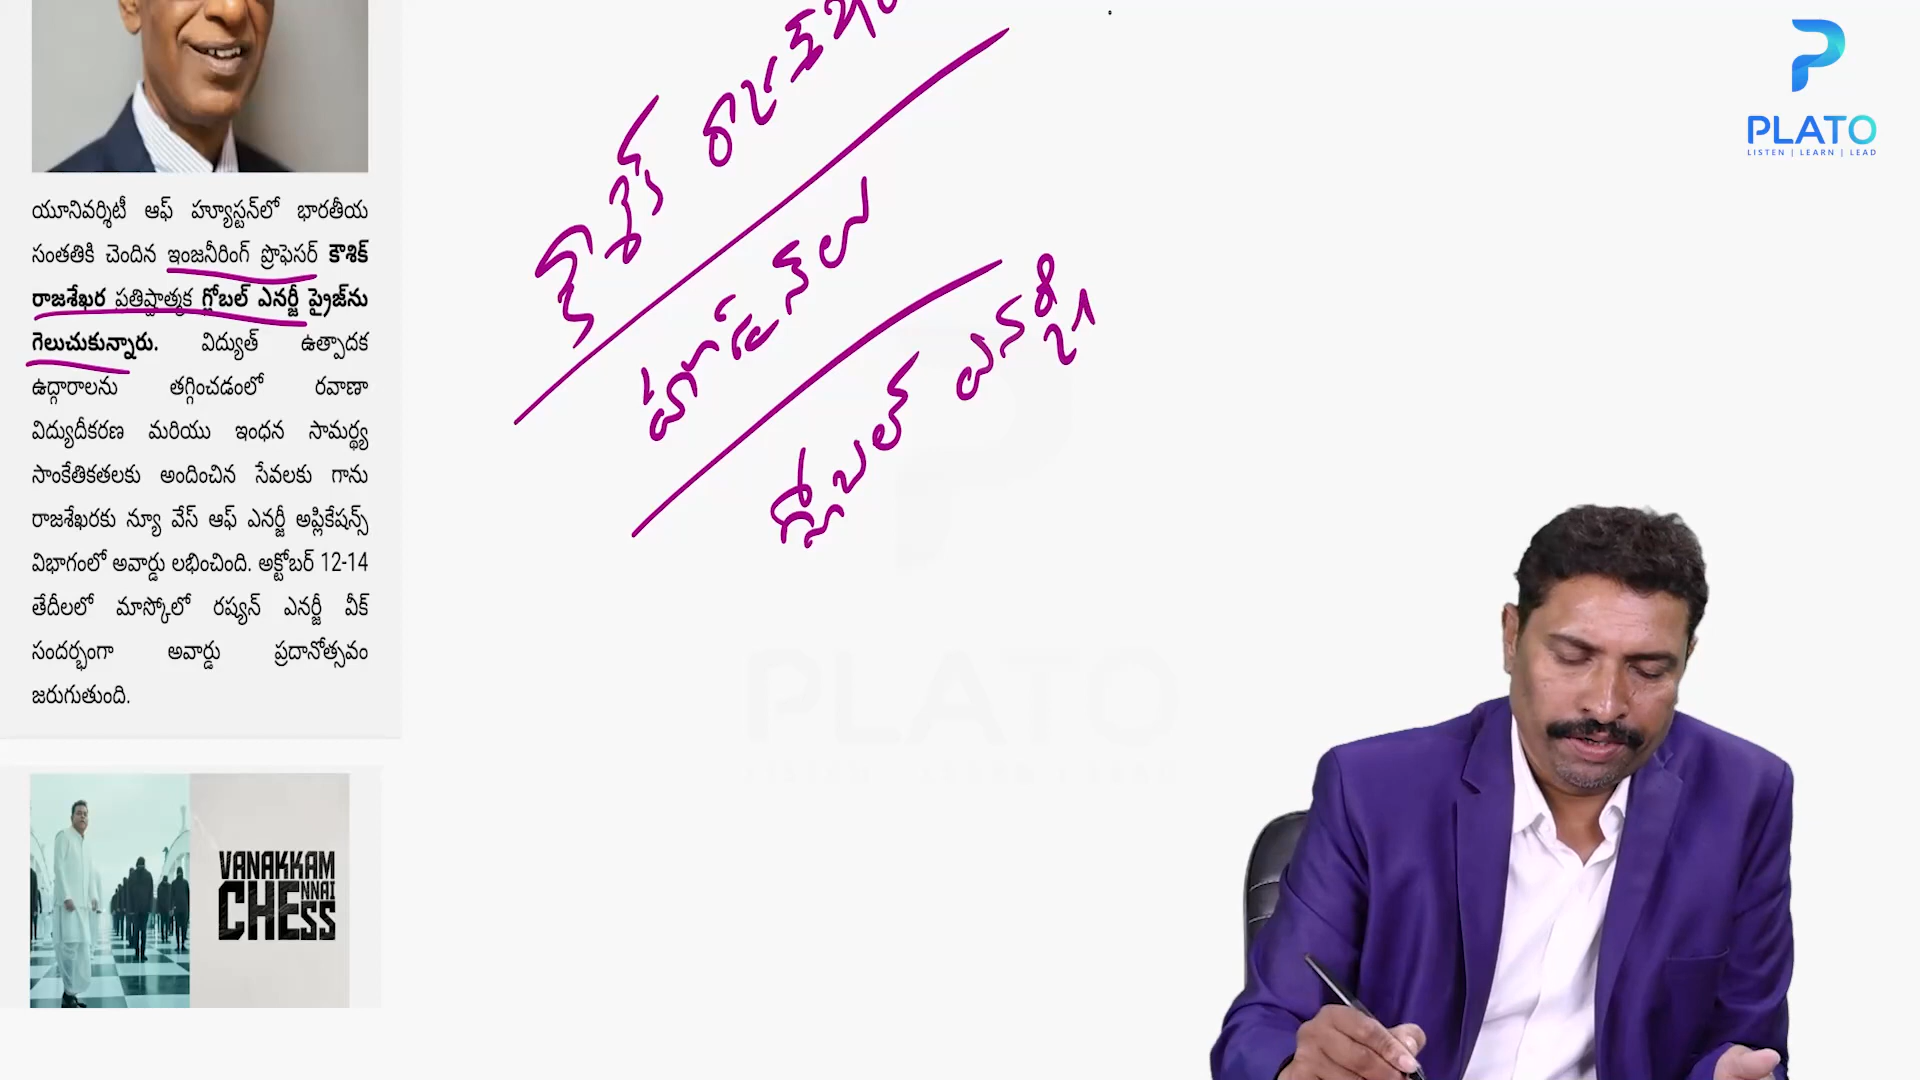 యూనివర్శిటీ ఆఫ్ హ్యూస్టన్‌లో భారతీయ
సంతతికి చెందిన ఇంజనీరింగ్ ప్రొఫెసర్ కౌశిక్
రాజశేఖర ప్రతిష్ఠాత్మక గ్లోబల్ ఎనర్జీ ప్రైజ్‌ను
గెలుచుకున్నారు. విద్యుత్ ఉత్పాదక
ఉద్గారాలను తగ్గించడంలో రవాణా
విద్యుదీకరణ మరియు ఇంధన సామర్థ్య
సాంకేతికతలకు అందించిన సేవలకు గాను
రాజశేఖరకు న్యూ వేస్ ఆఫ్ ఎనర్జీ అప్లికేషన్స్
విభాగంలో అవార్డు లభించింది. అక్టోబర్ 12-14
తేదీలలో మాస్కోలో రష్యన్ ఎనర్జీ వీక్
సందర్భంగా అవార్డు ప్రదానోత్సవం
జరుగుతుంది.
VANAKKAM
CHENNAI
CHESS
కౌశిక్
గ్లోబల్ ఎనర్జీ
PLATO
LISTEN | LEARN | LEAD
PLATO